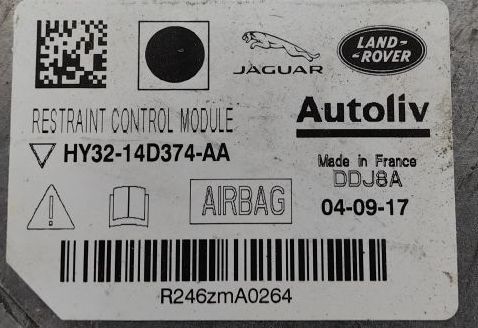 JAGUAR
LAND-
-ROVER
RESTRAINT CONTROL MODULE
Autoliv
HY32-14D374-AA
Made in France
DDJ8A
AIRBAG
04-09-17
R246zmA0264